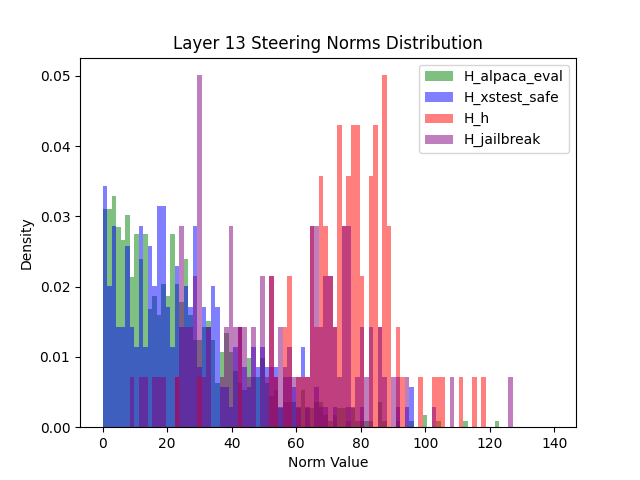 Layer 13 Steering Norms Distribution
H_alpaca_eval
H_xstest_safe
H_h
H_jailbreak
0.05
0.04
0.03
0.02
0.01
0.00
Density
0 20 40 60 80 100 120 140
Norm Value